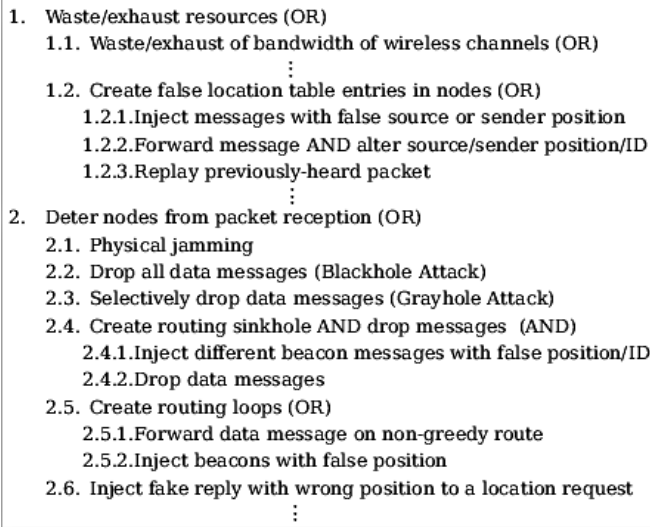 1. Waste/exhaust resources (OR)
1.1. Waste/exhaust of bandwidth of wireless channels (OR)
⋮
1.2. Create false location table entries in nodes (OR)
1.2.1.Inject messages with false source or sender position
1.2.2.Forward message AND alter source/sender position/ID
1.2.3.Replay previously-heard packet
⋮
2. Deter nodes from packet reception (OR)
2.1. Physical jamming
2.2. Drop all data messages (Blackhole Attack)
2.3. Selectively drop data messages (Grayhole Attack)
2.4. Create routing sinkhole AND drop messages (AND)
2.4.1.Inject different beacon messages with false position/ID
2.4.2.Drop data messages
2.5. Create routing loops (OR)
2.5.1.Forward data message on non-greedy route
2.5.2.Inject beacons with false position
2.6. Inject fake reply with wrong position to a location request
⋮